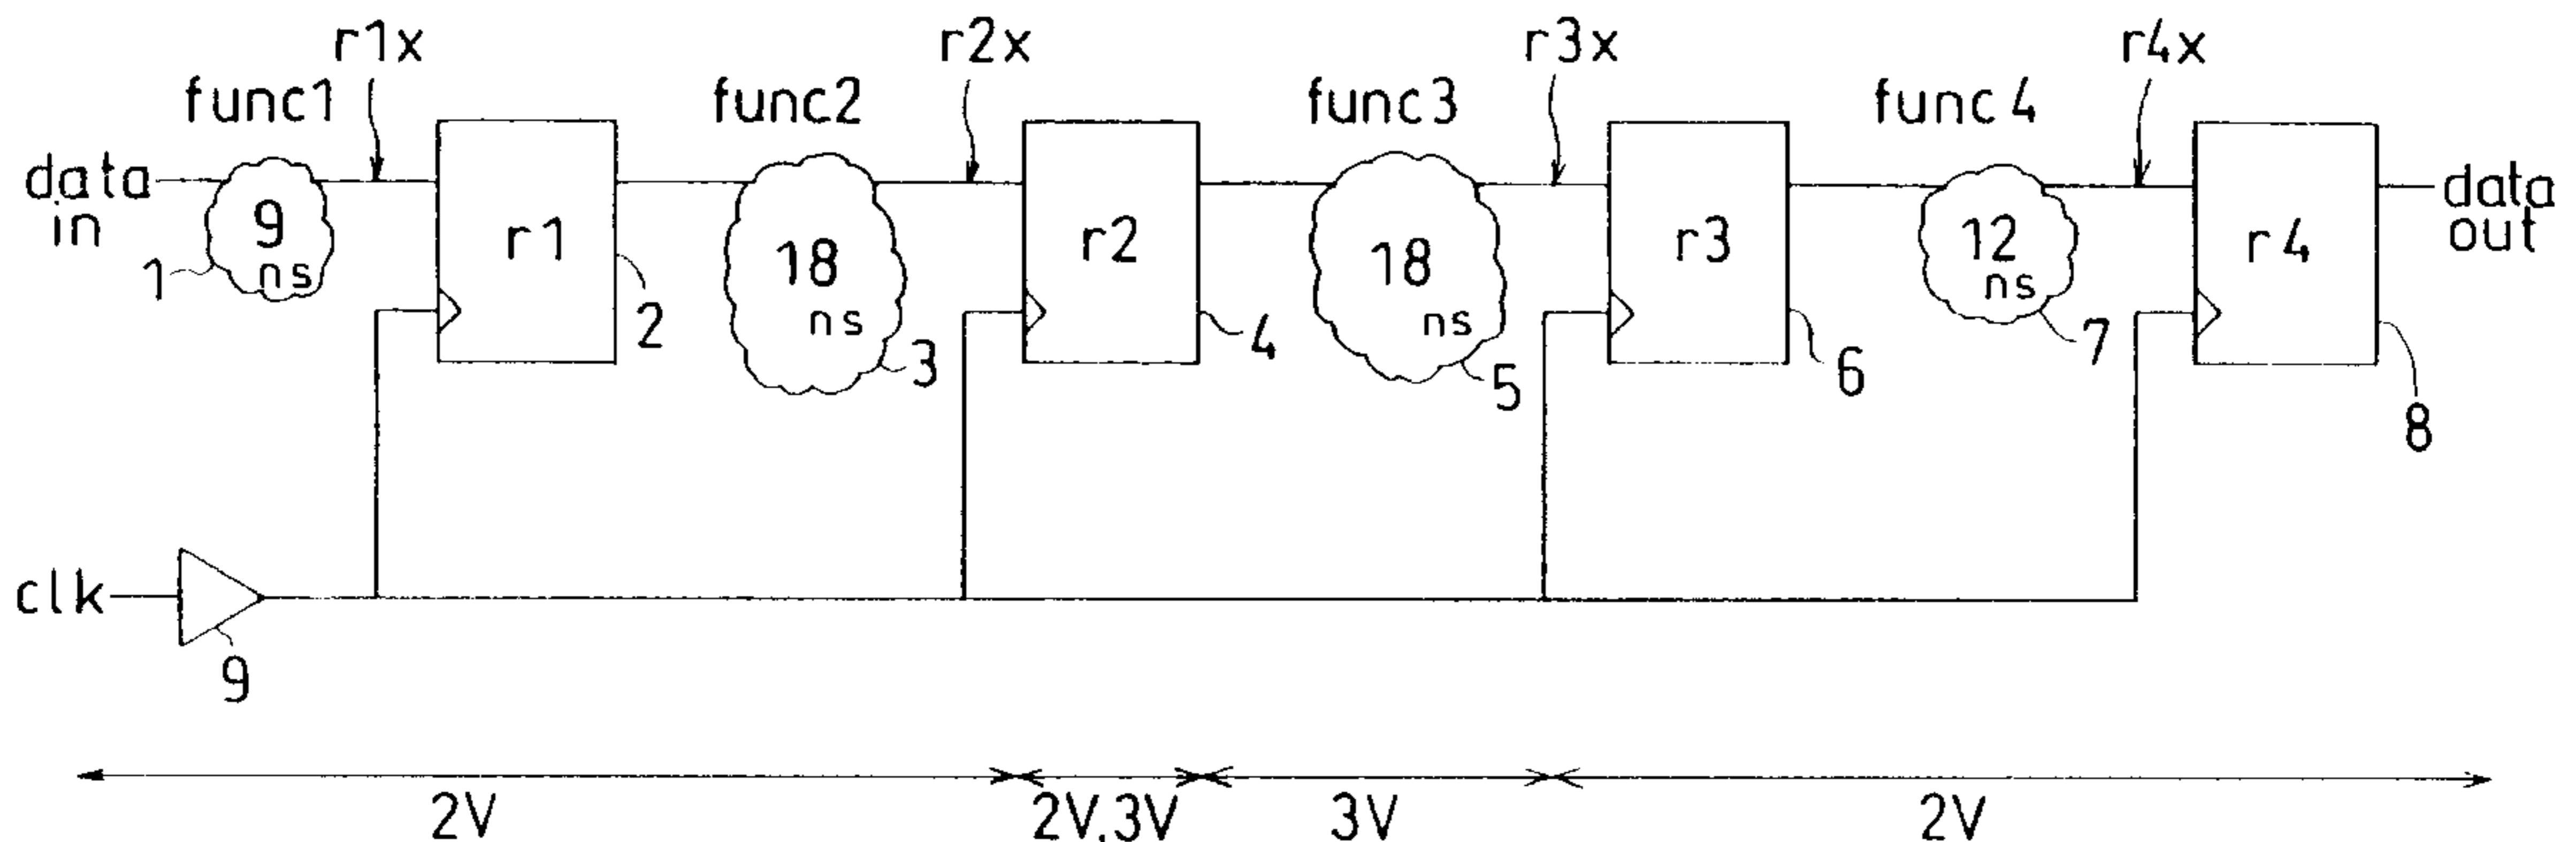 r1x
r2x
r3x
r4x
func1
func2
func3
func4
data
in
9
ns
1
r1
2
18
ns
3
r2
4
18
ns
5
r3
6
12
ns
7
r4
8
data
out
clk
9
2V
2V,3V
3V
2V